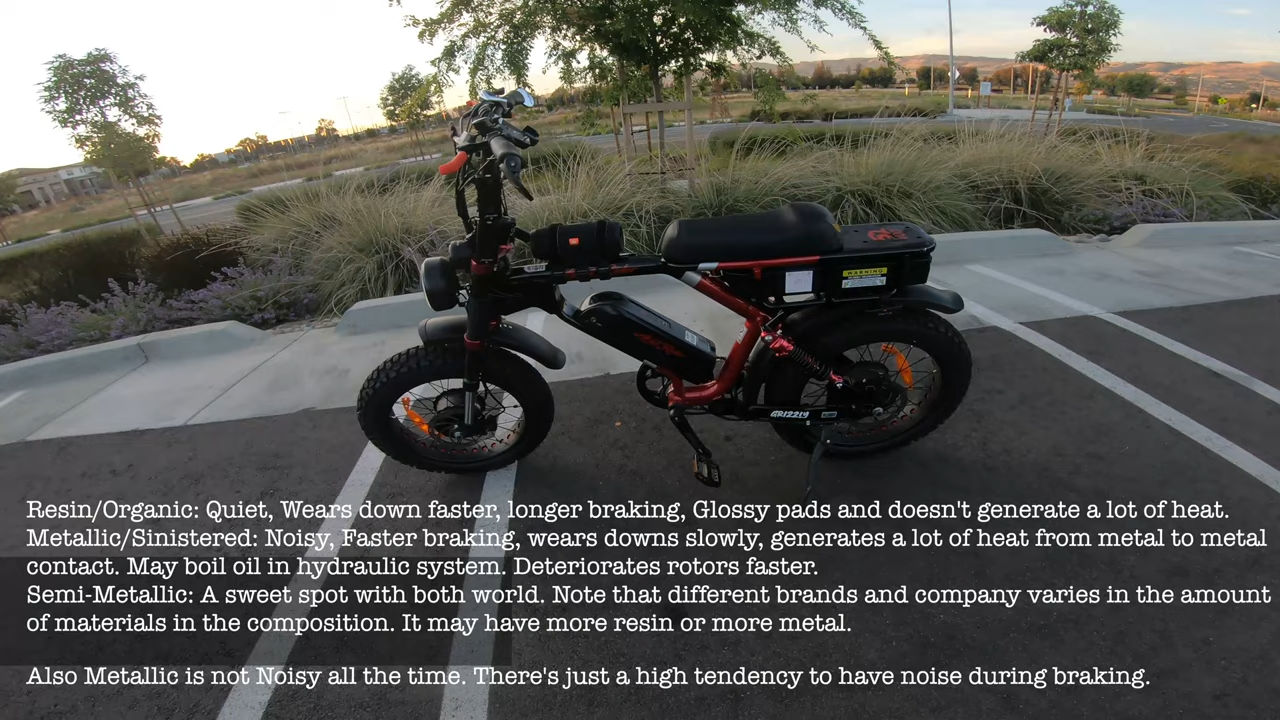 WARNING
GRIZZLY
Resin/Organic: Quiet, Wears down faster, longer braking, Glossy pads and doesn't generate a lot of heat.
Metallic/Sinistered: Noisy, Faster braking, wears downs slowly, generates a lot of heat from metal to metal
contact. May boil oil in hydraulic system. Deteriorates rotors faster.
Semi-Metallic: A sweet spot with both world. Note that different brands and company varies in the amount
of materials in the composition. It may have more resin or more metal.
Also Metallic is not Noisy all the time. There's just a high tendency to have noise during braking.